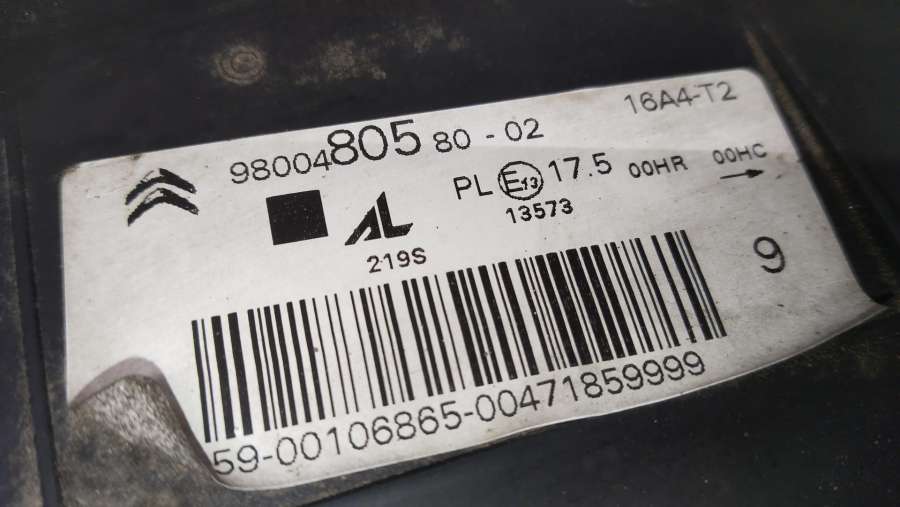 16A4-T2
9800480580-02
PL E13 17.5 00HR 00HC
13573
AL
219S
9
59-00106865-00471859999